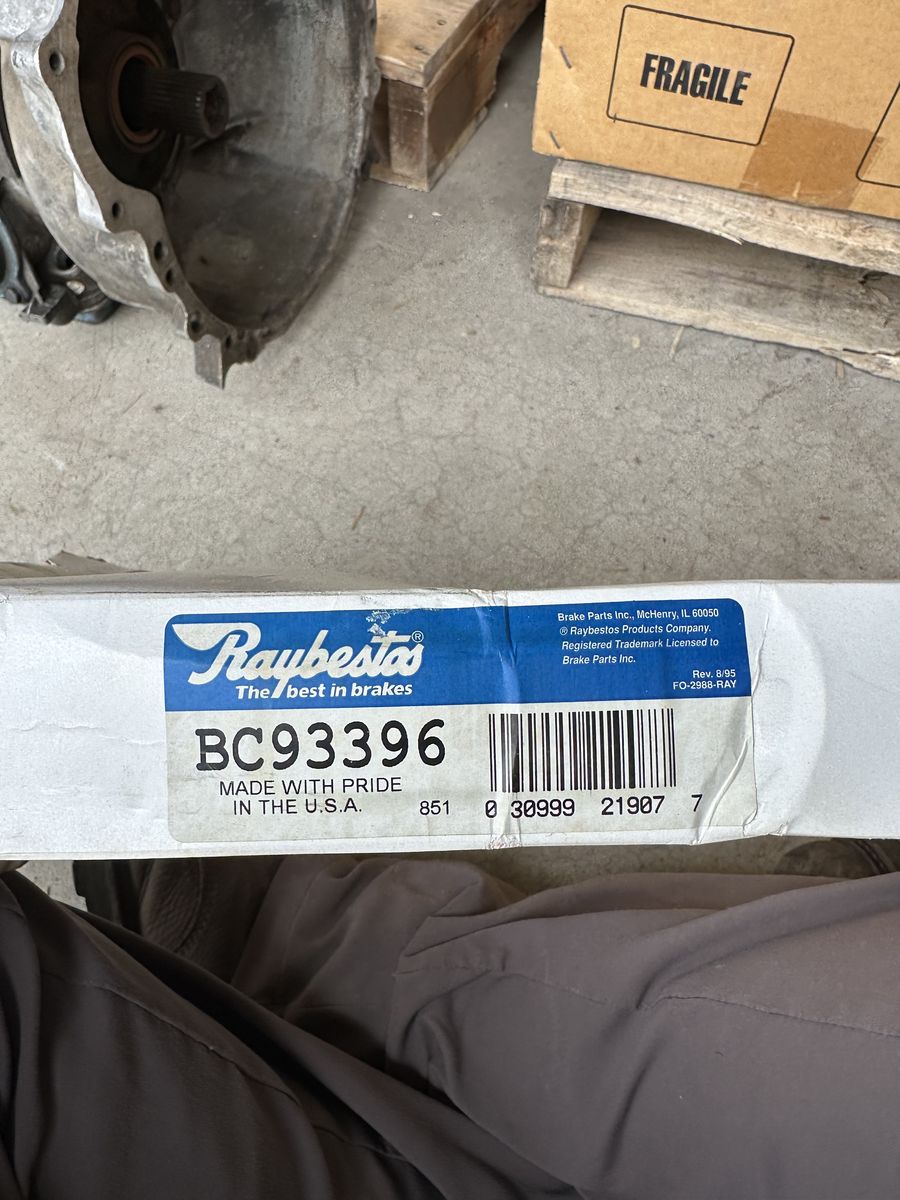 FRAGILE
Raybestos®
The best in brakes
Brake Parts Inc., McHenry, IL 60050
® Raybestos Products Company.
Registered Trademark Licensed to
Brake Parts Inc.
Rev. 8/95
FO-2988-RAY
BC93396
MADE WITH PRIDE
IN THE U.S.A.
851
0 30999 21907 7